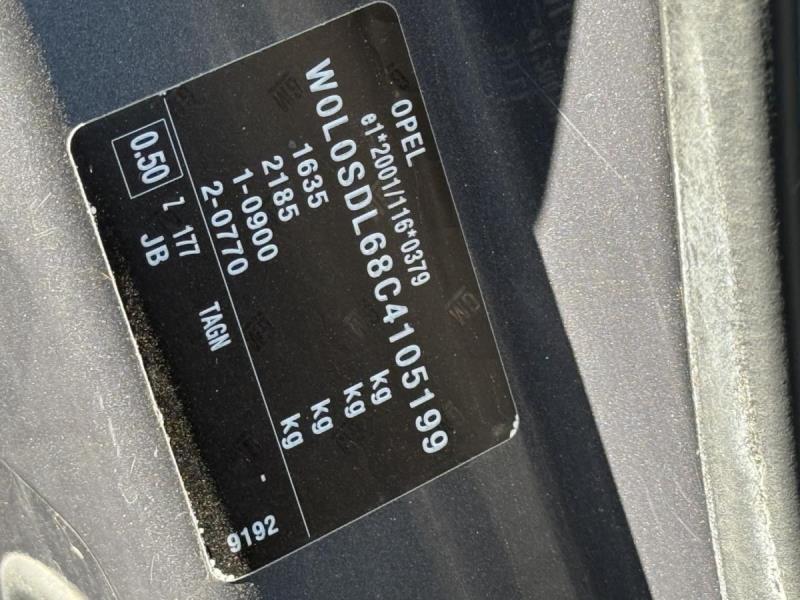 OPEL
e1*2001/116*0379
W0L0SDL68C4105199
1635 kg
2185 kg
1-0900 kg
2-0770 kg
0.50 Z 177 TAGN - 9192
JB